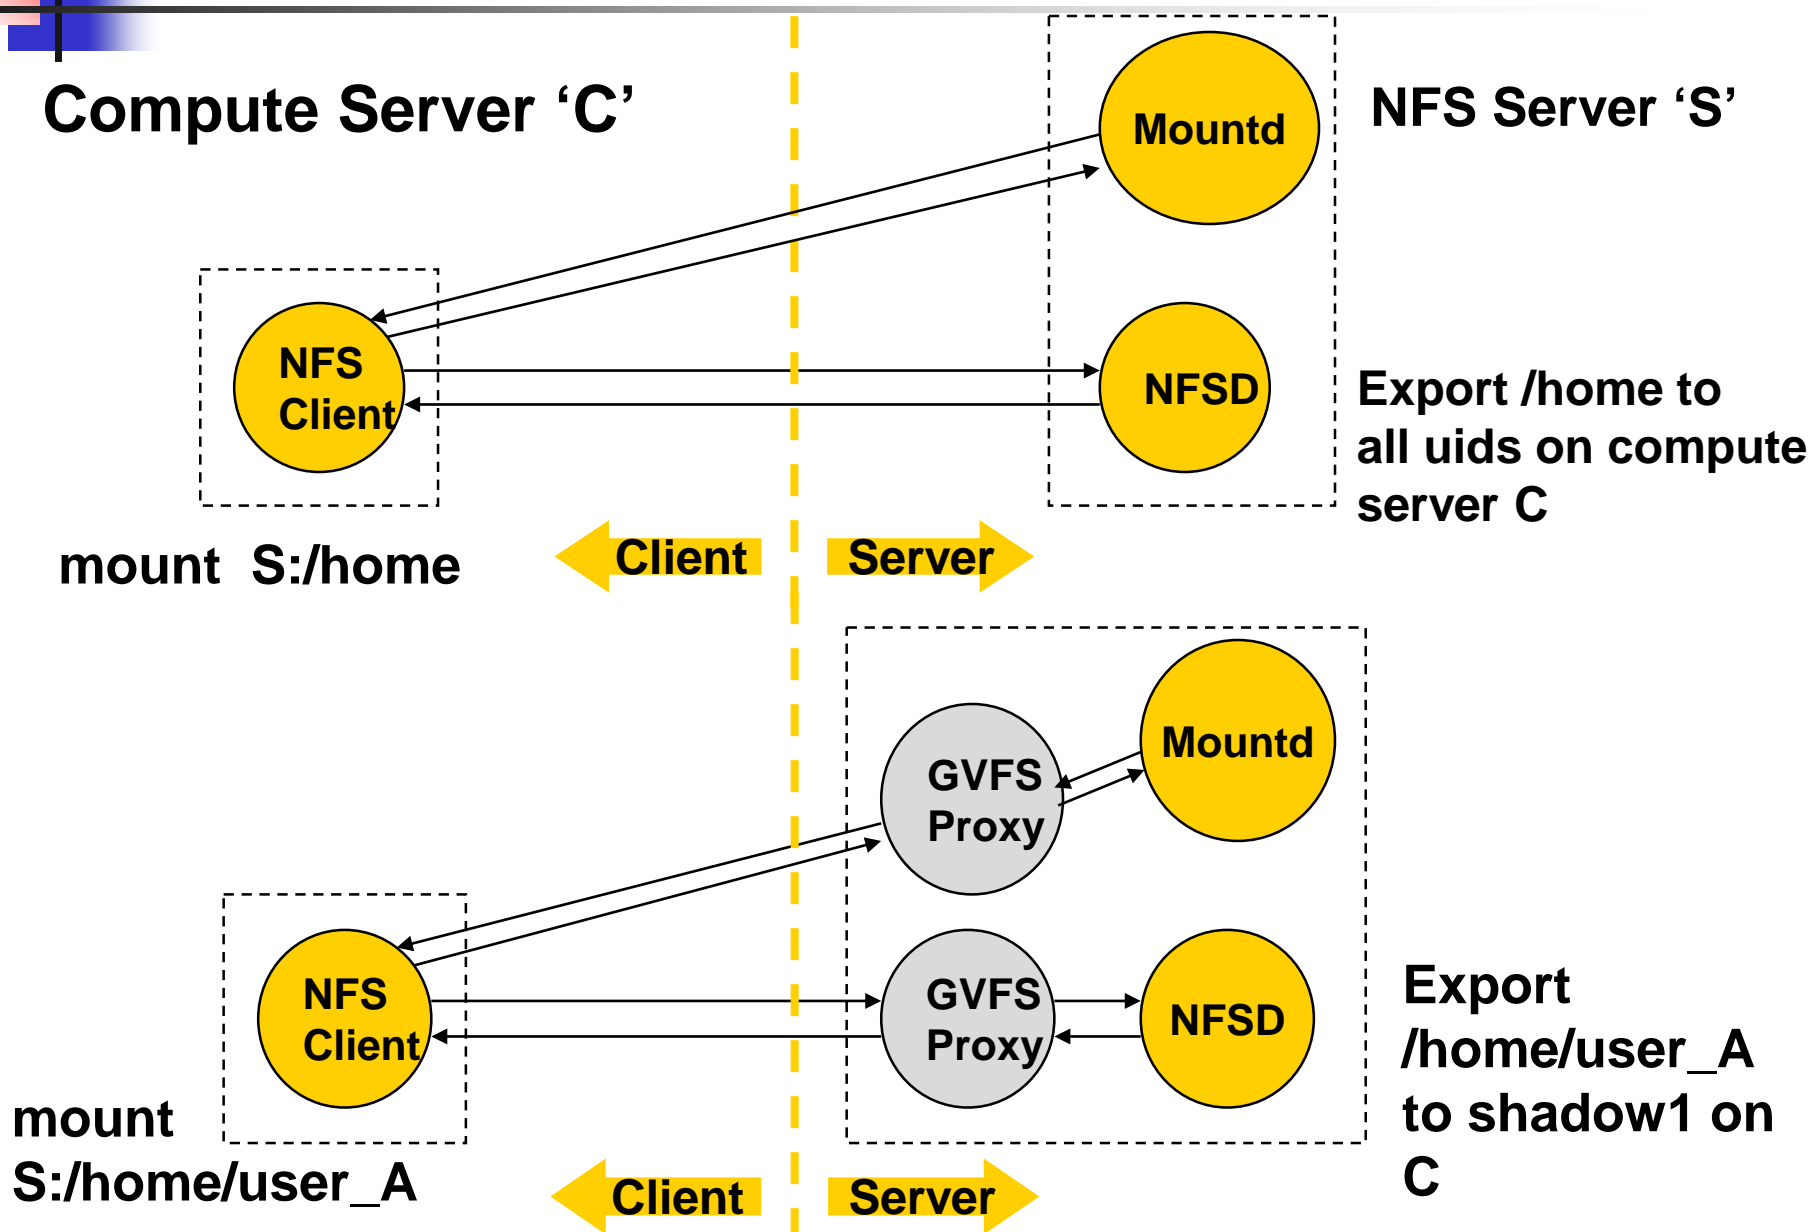 Compute Server ‘C’
NFS Server ‘S’
Mountd
NFS
Client
NFSD
Export /home to
all uids on compute
server C
mount S:/home
Client
Server
Mountd
GVFS
Proxy
NFS
Client
GVFS
Proxy
NFSD
Export
/home/user_A
to shadow1 on
C
mount
S:/home/user_A
Client
Server